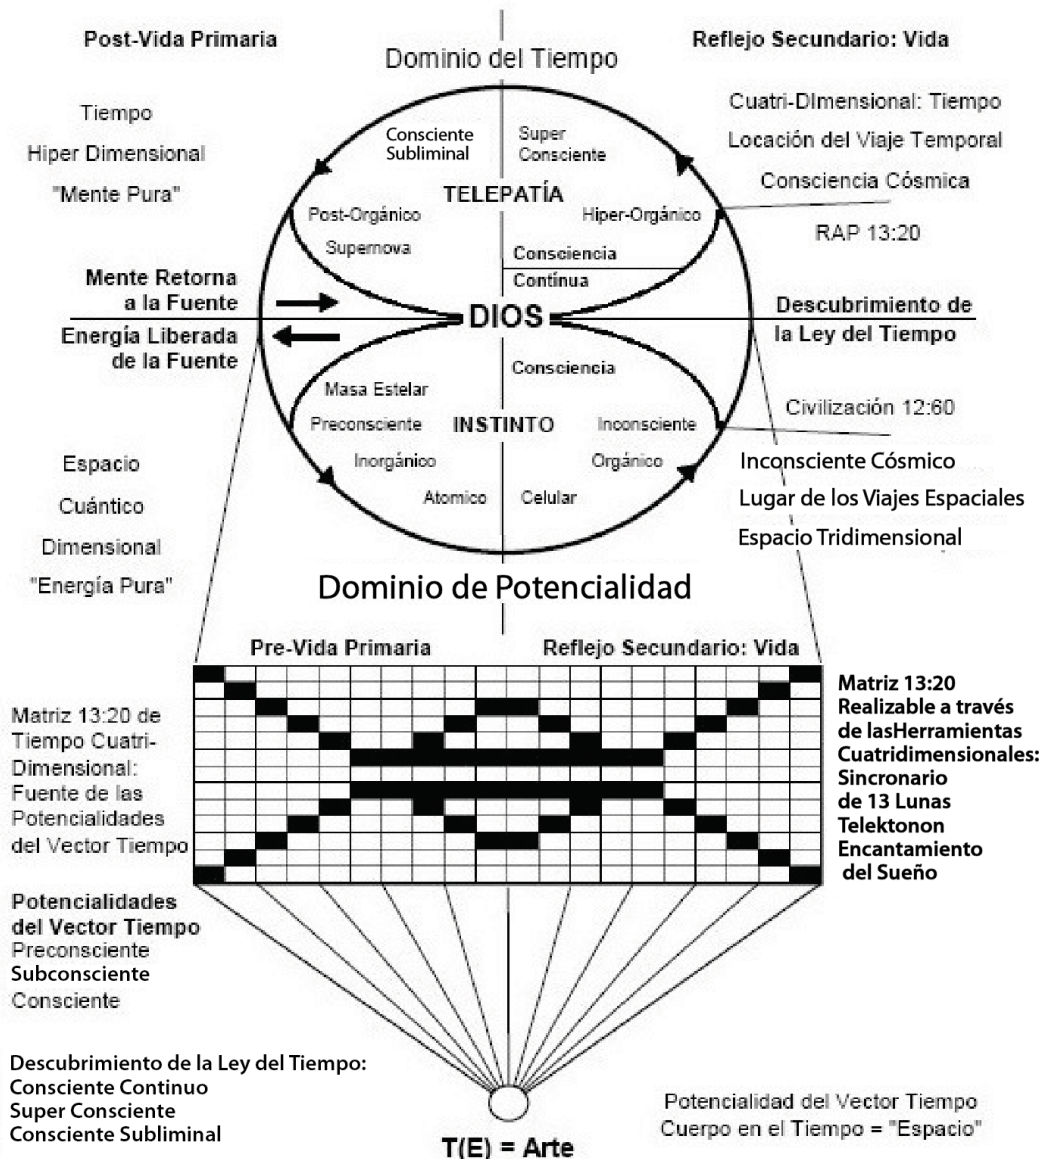 Post-Vida Primaria
Reflejo Secundario: Vida
Dominio del Tiempo
Tiempo
Hiper Dimensional
"Mente Pura"
Cuatri-DImensional: Tiempo
Locación del Viaje Temporal
Consciencia Cósmica
RAP 13:20
Consciente
Subliminal
Super
Consciente
TELEPATÍA
Post-Orgánico
Hiper-Orgánico
Supernova
Consciencia
Contínua
Mente Retorna
a la Fuente
DIOS
Descubrimiento de
la Ley del Tiempo
Energía Liberada
de la Fuente
Consciencia
Masa Estelar
Preconsciente
INSTINTO
Inconsciente
Inorgánico
Orgánico
Atomico
Celular
Civilización 12:60
Inconsciente Cósmico
Lugar de los Viajes Espaciales
Espacio Tridimensional
Espacio
Cuántico
Dimensional
"Energía Pura"
Dominio de Potencialidad
Pre-Vida Primaria
Reflejo Secundario: Vida
Matriz 13:20 de
Tiempo Cuatri-
Dimensional:
Fuente de las
Potencialidades
del Vector Tiempo
Matriz 13:20
Realizable a través
de lasHerramientas
Cuatridimensionales:
Sincronario
de 13 Lunas
Telektonon
Encantamiento
del Sueño
Potencialidades
del Vector Tiempo
Preconsciente
Subconsciente
Consciente
Descubrimiento de la Ley del Tiempo:
Consciente Continuo
Super Consciente
Consciente Subliminal
T(E) = Arte
Potencialidad del Vector Tiempo
Cuerpo en el Tiempo = "Espacio"